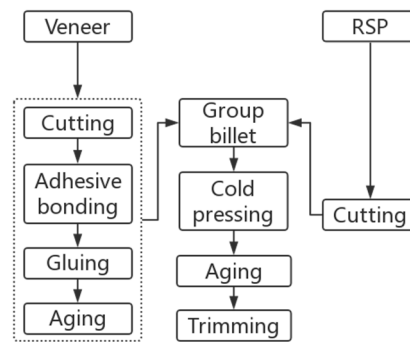 Veneer
RSP
Cutting
Adhesive
bonding
Gluing
Aging
Group
billet
Cold
pressing
Aging
Trimming
Cutting